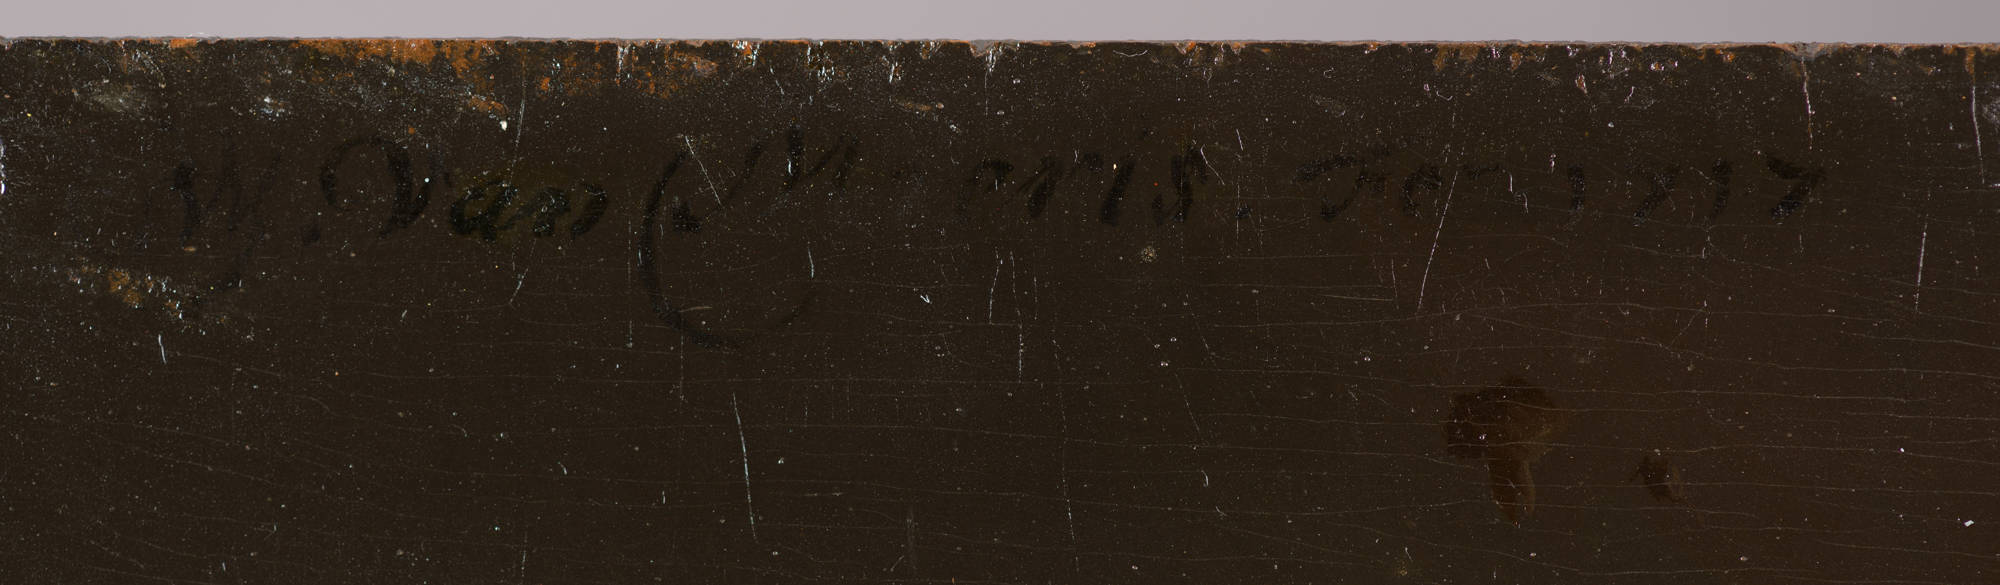 W. Van Mieris. Fec 1717